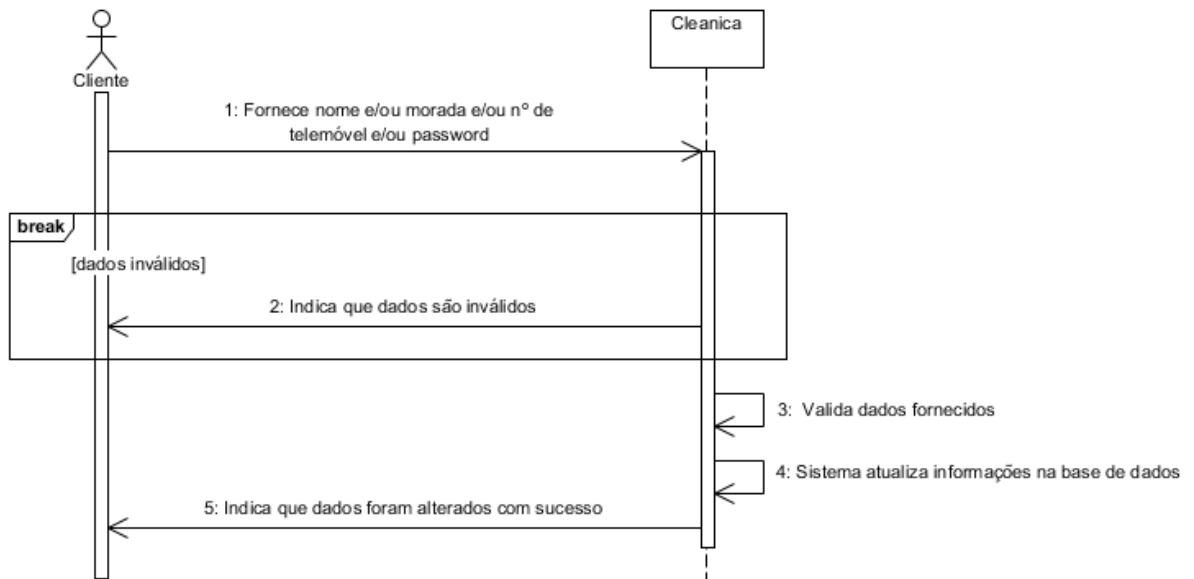 Cliente
Cleanica
1: Fornece nome e/ou morada e/ou nº de
telemóvel e/ou password
break
[dados inválidos]
2: Indica que dados são inválidos
3: Valida dados fornecidos
4: Sistema atualiza informações na base de dados
5: Indica que dados foram alterados com sucesso